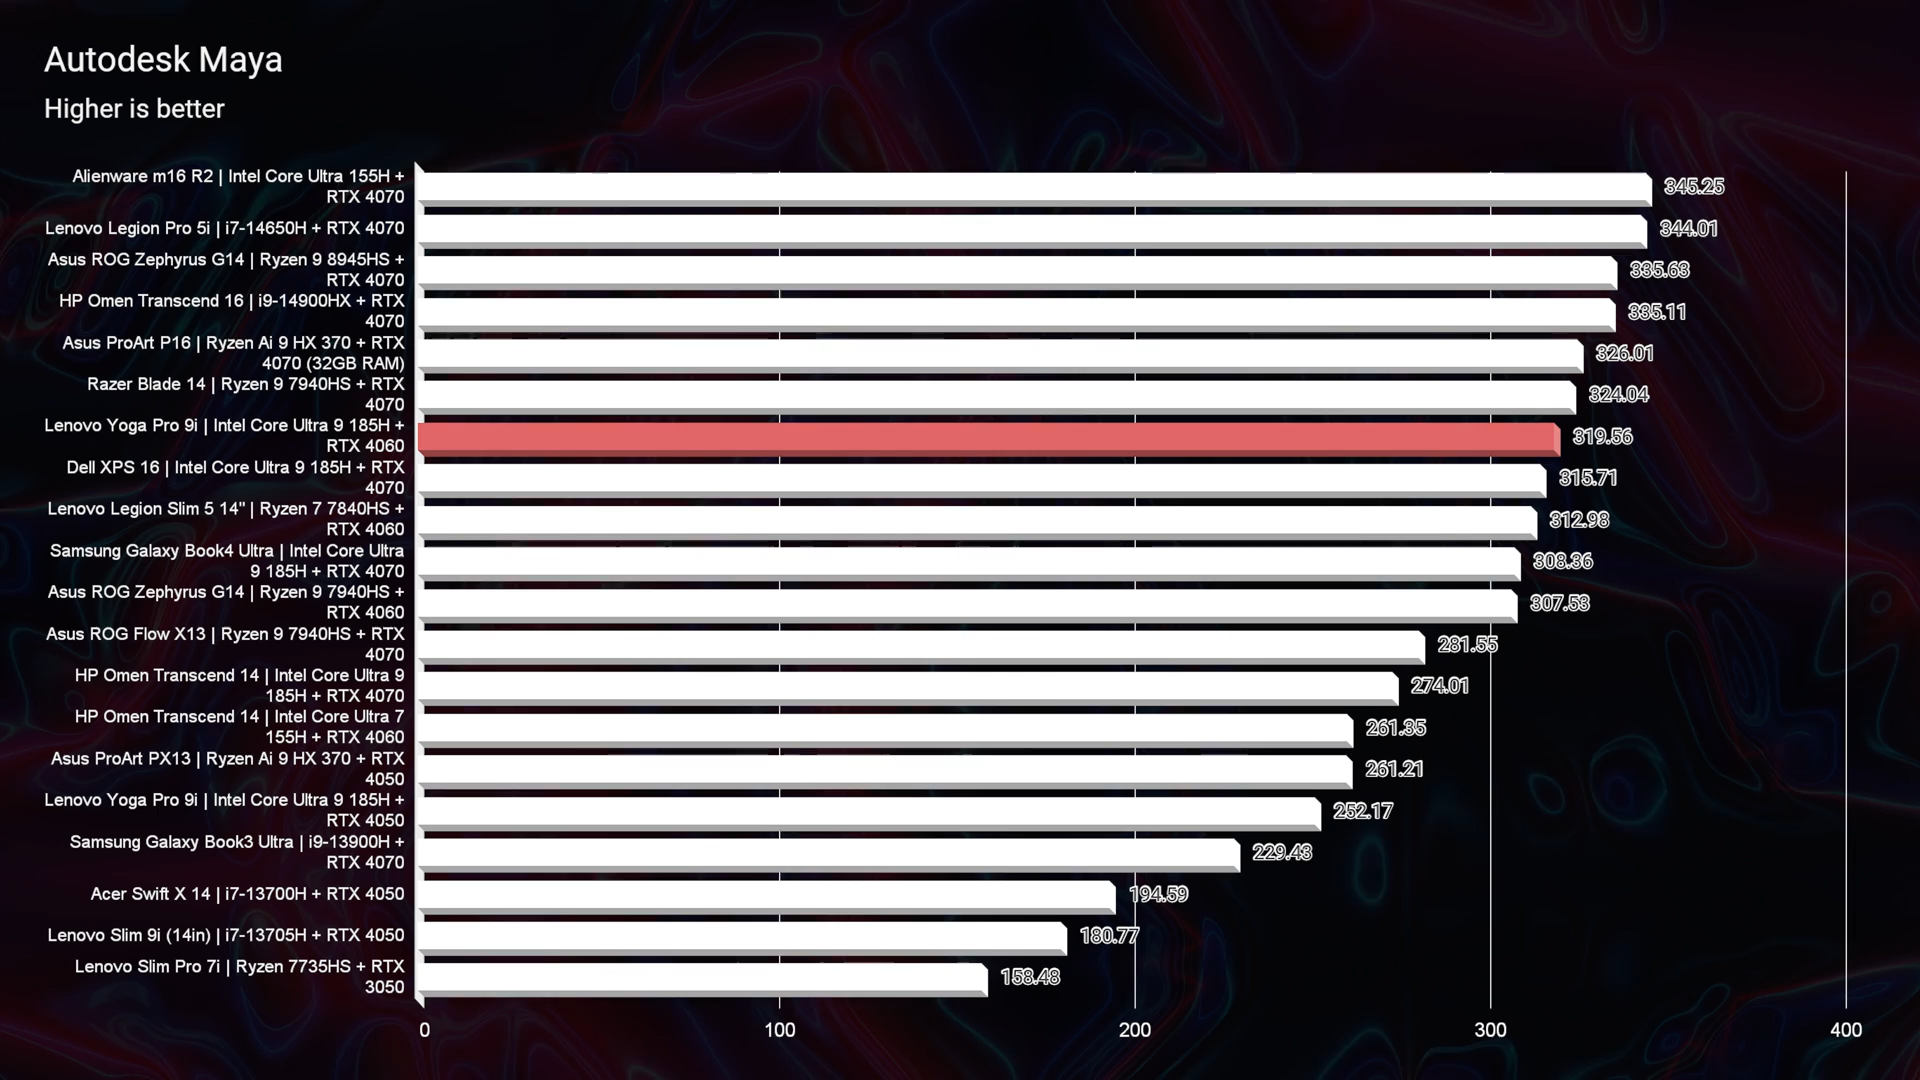 Autodesk Maya
Higher is better
Alienware m16 R2 | Intel Core Ultra 155H +
RTX 4070
345.25
Lenovo Legion Pro 5i | i7-14650H + RTX 4070
344.01
Asus ROG Zephyrus G14 | Ryzen 9 8945HS +
RTX 4070
335.63
HP Omen Transcend 16 | i9-14900HX + RTX
4070
335.11
Asus ProArt P16 | Ryzen Ai 9 HX 370 + RTX
4070 (32GB RAM)
326.01
Razer Blade 14 | Ryzen 9 7940HS + RTX
4070
324.04
Lenovo Yoga Pro 9i | Intel Core Ultra 9 185H +
RTX 4060
319.56
Dell XPS 16 | Intel Core Ultra 9 185H + RTX
4070
315.71
Lenovo Legion Slim 5 14" | Ryzen 7 7840HS +
RTX 4060
312.98
Samsung Galaxy Book4 Ultra | Intel Core Ultra
9 185H + RTX 4070
308.36
Asus ROG Zephyrus G14 | Ryzen 9 7940HS +
RTX 4060
307.53
Asus ROG Flow X13 | Ryzen 9 7940HS + RTX
4070
281.55
HP Omen Transcend 14 | Intel Core Ultra 9
185H + RTX 4070
274.01
HP Omen Transcend 14 | Intel Core Ultra 7
155H + RTX 4060
261.35
Asus ProArt PX13 | Ryzen Ai 9 HX 370 + RTX
4050
261.21
Lenovo Yoga Pro 9i | Intel Core Ultra 9 185H +
RTX 4050
252.17
Samsung Galaxy Book3 Ultra | i9-13900H +
RTX 4070
229.43
Acer Swift X 14 | i7-13700H + RTX 4050
194.59
Lenovo Slim 9i (14in) | i7-13705H + RTX 4050
180.77
Lenovo Slim Pro 7i | Ryzen 7735HS + RTX
3050
158.48
0 100 200 300 400